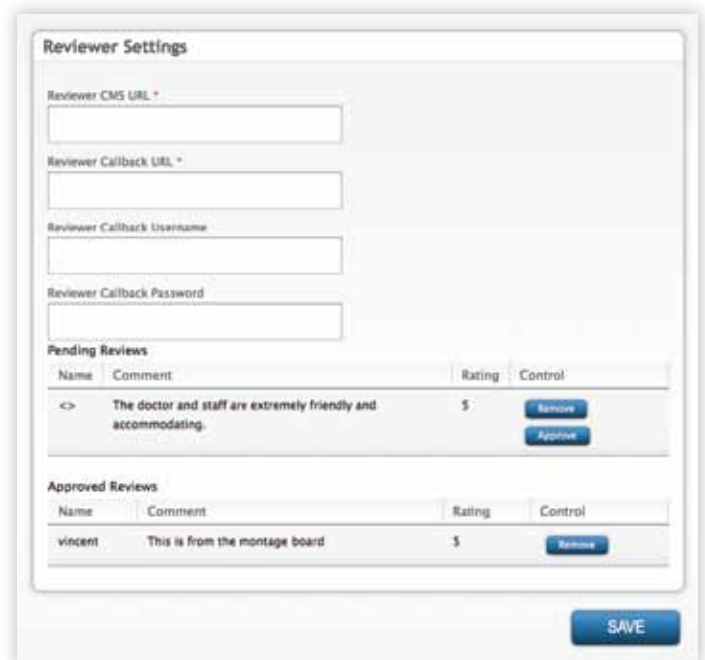 Reviewer Settings
Reviewer CMS URL *
Reviewer Callback URL *
Reviewer Callback Username
Reviewer Callback Password
Pending Reviews
Name Comment Rating Control
<> The doctor and staff are extremely friendly and 5 Remove
accommodating.
Approve
Approved Reviews
Name Comment Rating Control
vincent This is from the montage board 5 Remove
SAVE